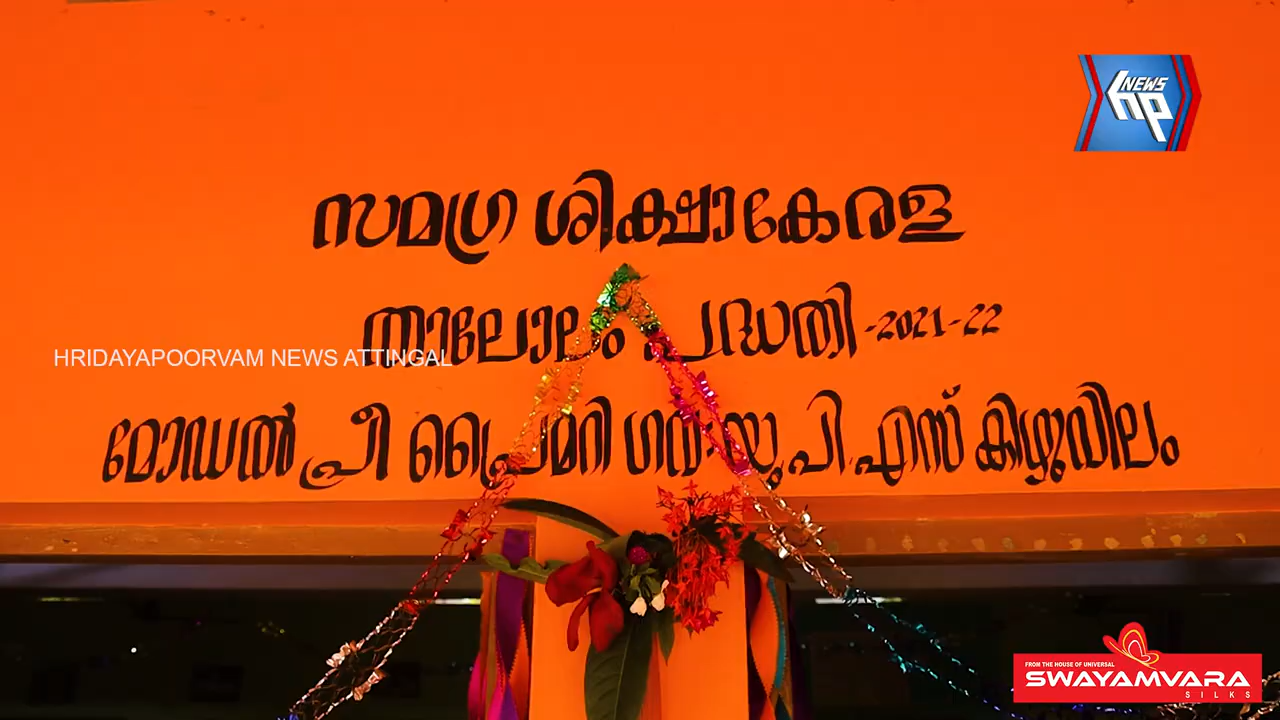 NEWS
hp
സമഗ്ര ശിക്ഷാ കേരള
താലോലം പദ്ധതി -2021-22
HRIDAYAPOORVAM NEWS ATTINGAL
മോഡൽ പ്രീ പ്രൈമറി ഗവ: യു.പി.എസ് കിഴുവിലം
FROM THE HOUSE OF UNIVERSAL
SWAYAMVARA
SILKS